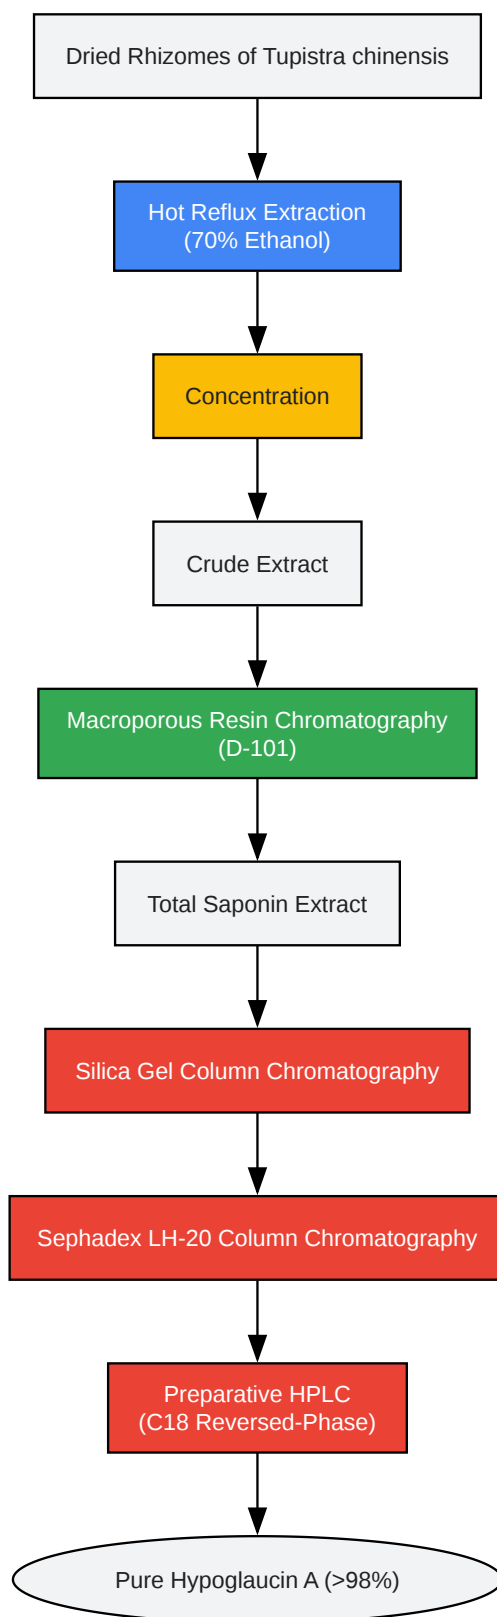 Dried Rhizomes of Tupistra chinensis
Hot Reflux Extraction
(70% Ethanol)
Concentration
Crude Extract
Macroporous Resin Chromatography
(D-101)
Total Saponin Extract
Silica Gel Column Chromatography
Sephadex LH-20 Column Chromatography
Preparative HPLC
(C18 Reversed-Phase)
Pure Hypoglaucin A (>98%)